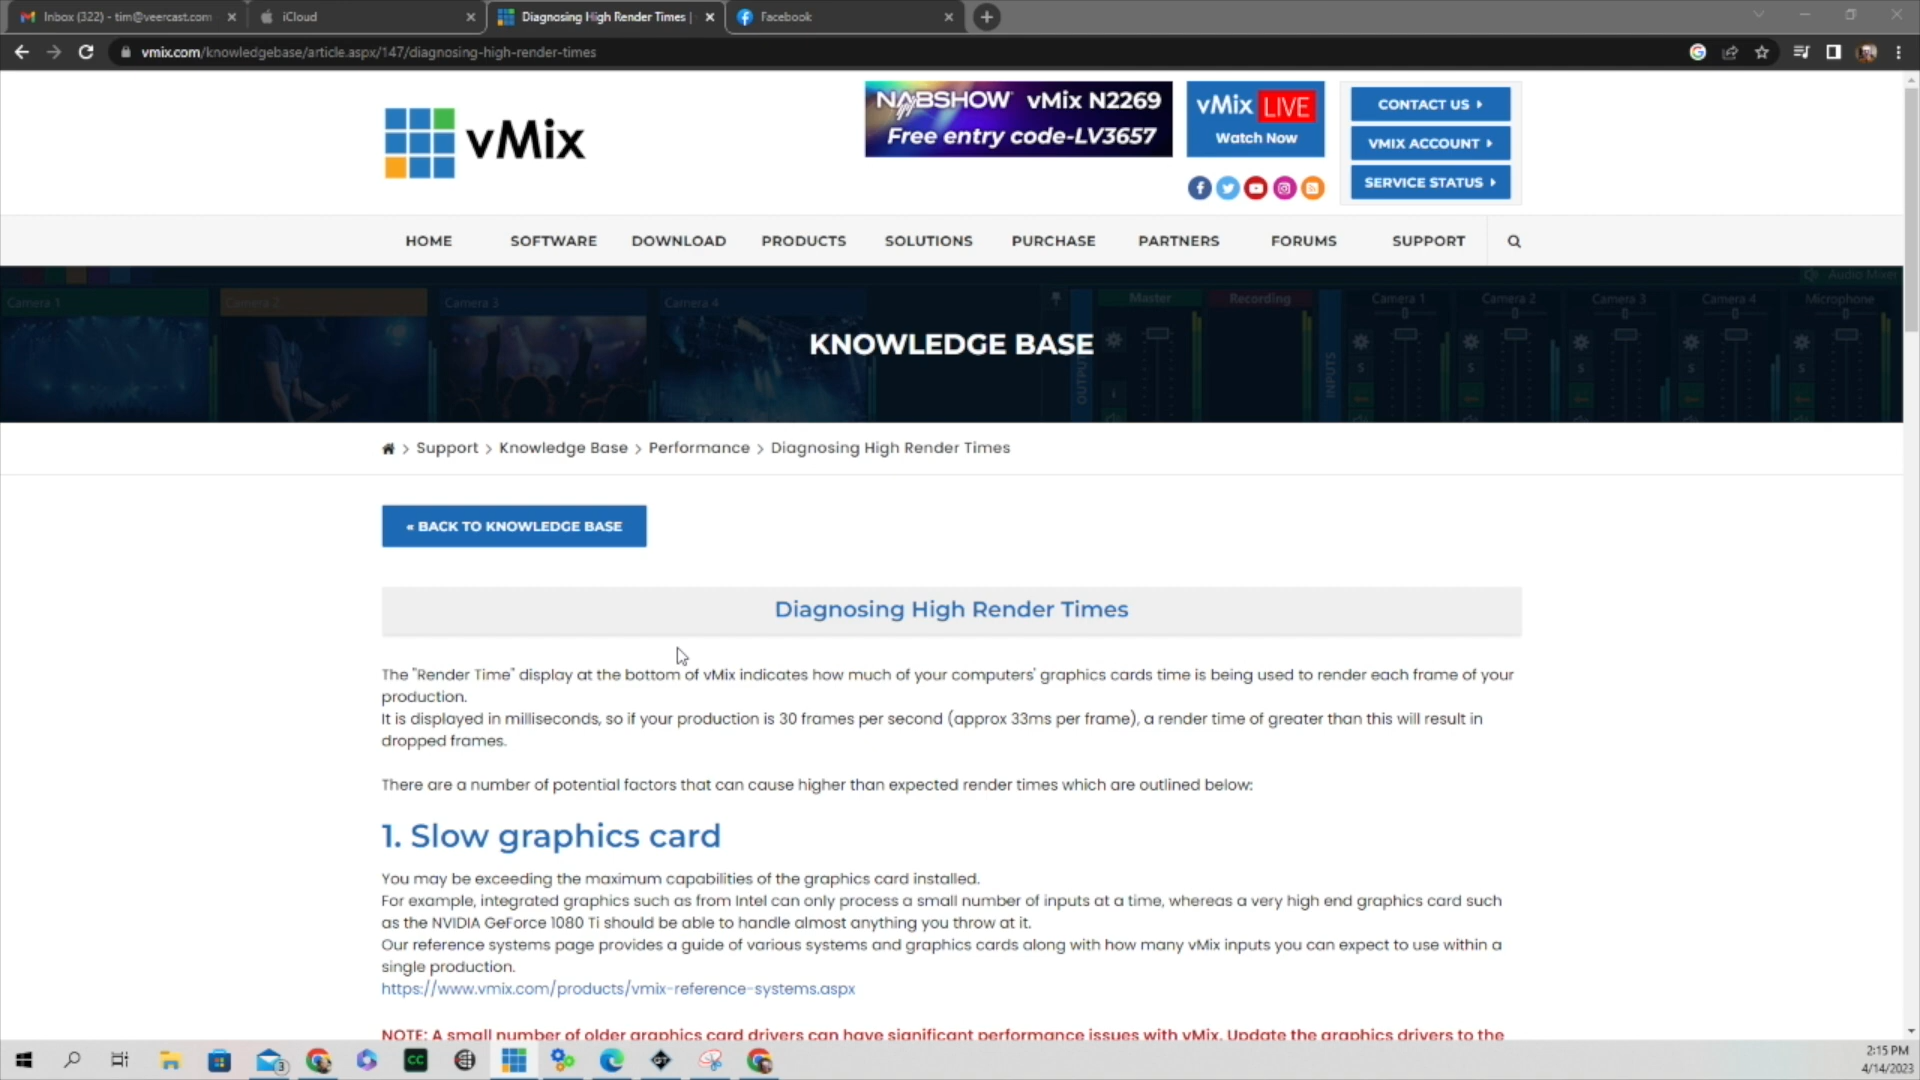 Inbox (322) - tim@veercast.com
iCloud
Diagnosing High Render Times |
Facebook
vmix.com/knowledgebase/article.aspx/147/diagnosing-high-render-times
NABSHOW vMix N2269
Free entry code-LV3657
vMix LIVE
Watch Now
CONTACT US
VMIX ACCOUNT
SERVICE STATUS
vMix
HOME SOFTWARE DOWNLOAD PRODUCTS SOLUTIONS PURCHASE PARTNERS FORUMS SUPPORT
Audio Mixer
Camera 1 Camera 2 Camera 3 Camera 4 Master Recording Camera 1 Camera 2 Camera 3 Camera 4 Microphone
KNOWLEDGE BASE
S S S S S
OUTPUTS
INPUTS
> Support > Knowledge Base > Performance > Diagnosing High Render Times
« BACK TO KNOWLEDGE BASE
Diagnosing High Render Times
The "Render Time" display at the bottom of vMix indicates how much of your computers' graphics cards time is being used to render each frame of your
production.
It is displayed in milliseconds, so if your production is 30 frames per second (approx 33ms per frame), a render time of greater than this will result in
dropped frames.
There are a number of potential factors that can cause higher than expected render times which are outlined below:
1. Slow graphics card
You may be exceeding the maximum capabilities of the graphics card installed.
For example, integrated graphics such as from Intel can only process a small number of inputs at a time, whereas a very high end graphics card such
as the NVIDIA GeForce 1080 Ti should be able to handle almost anything you throw at it.
Our reference systems page provides a guide of various systems and graphics cards along with how many vMix inputs you can expect to use within a
single production.
https://www.vmix.com/products/vmix-reference-systems.aspx
NOTE: A small number of older graphics card drivers can have significant performance issues with vMix. Update the graphics drivers to the
3
CC
GT
2:15 PM
4/14/2023